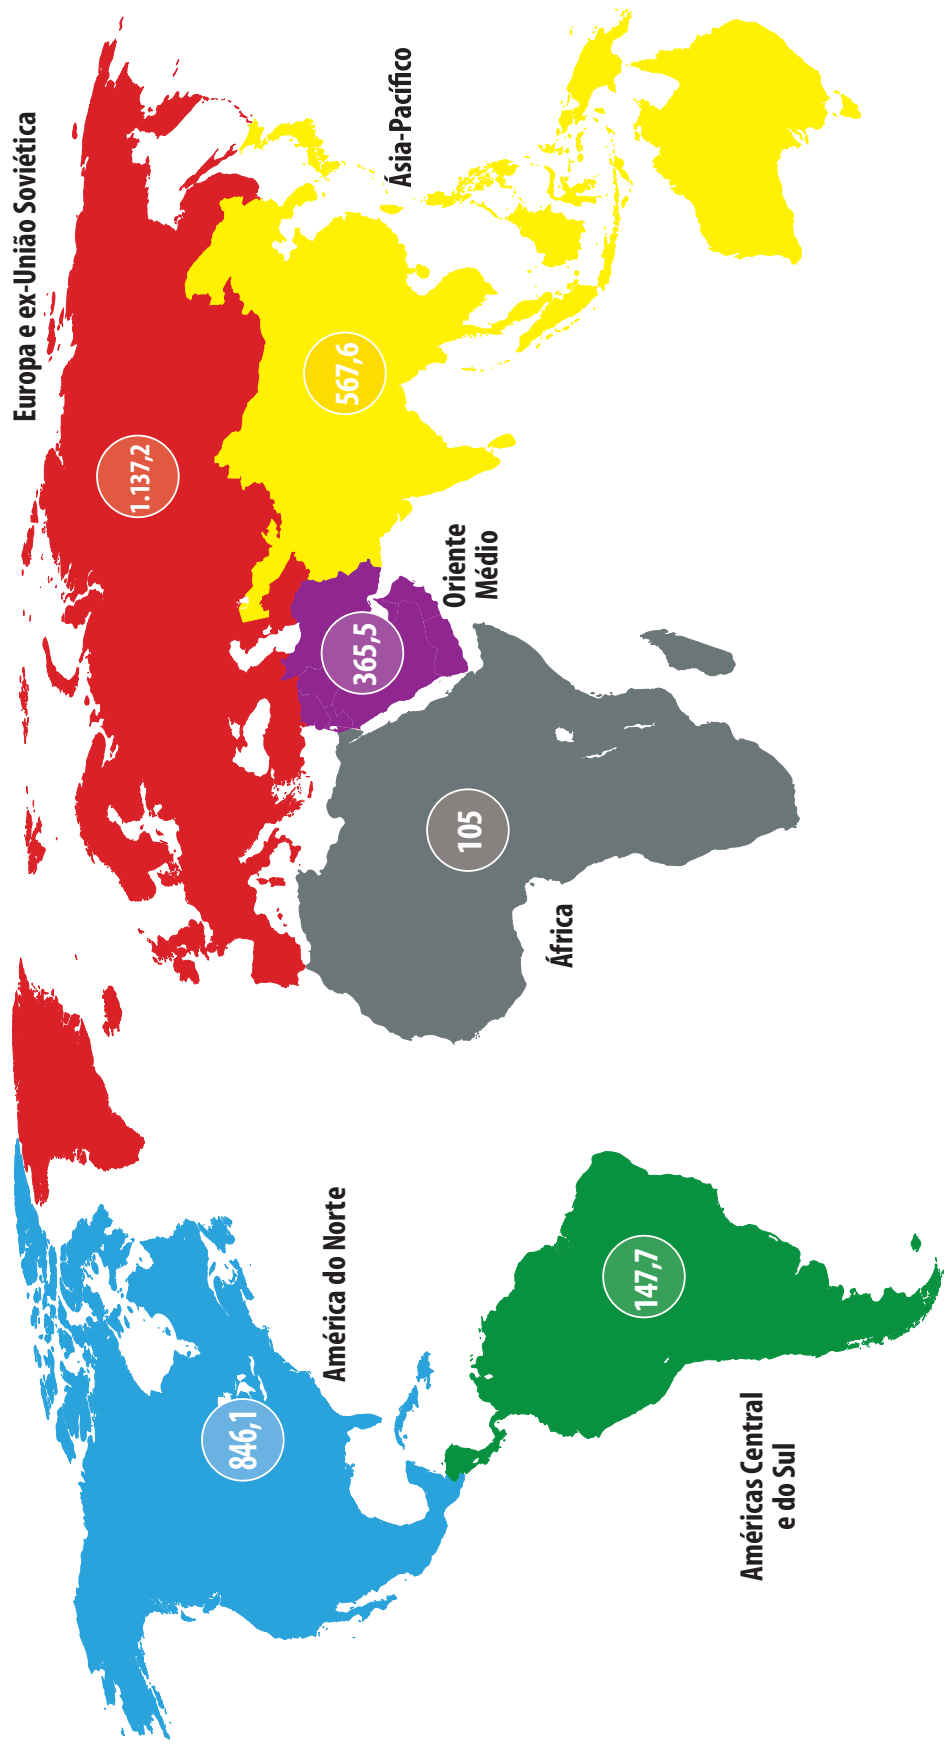 Europa e ex-União Soviética
1.137,2
846,1
América do Norte
567,6
Ásia-Pacífico
365,5
Oriente
Médio
105
África
147,7
Américas Central
e do Sul